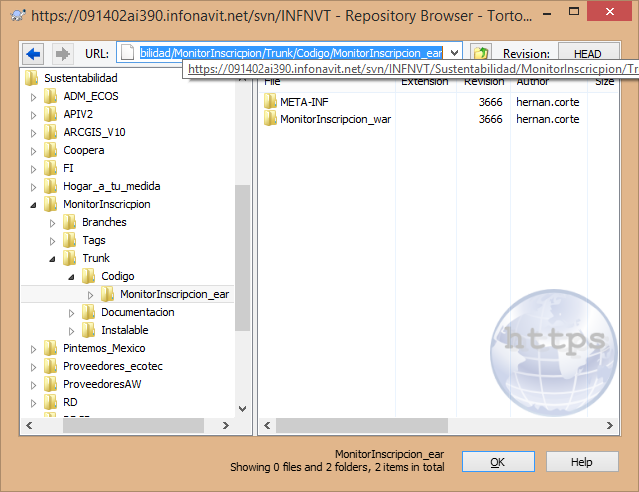 https://091402ai390.infonavit.net/svn/INFNVT - Repository Browser - Torto...
URL: bilidad/MonitorInscricpion/Trunk/Codigo/MonitorInscripcion_ear Revision: HEAD
https://091402ai390.infonavit.net/svn/INFNVT/Sustentabilidad/MonitorInscricpion/Tr
File Extension Revision Author Size
Sustentabilidad
ADM_ECOS
APIV2
ARCGIS_V10
Coopera
FI
Hogar_a_tu_medida
MonitorInscricpion
Branches
Tags
Trunk
Codigo
MonitorInscripcion_ear
Documentacion
Instalable
Pintemos_Mexico
Proveedores_ecotec
ProveedoresAW
RD
META-INF 3666 hernan.corte
MonitorInscripcion_war 3666 hernan.corte
https
MonitorInscripcion_ear
Showing 0 files and 2 folders, 2 items in total
OK Help